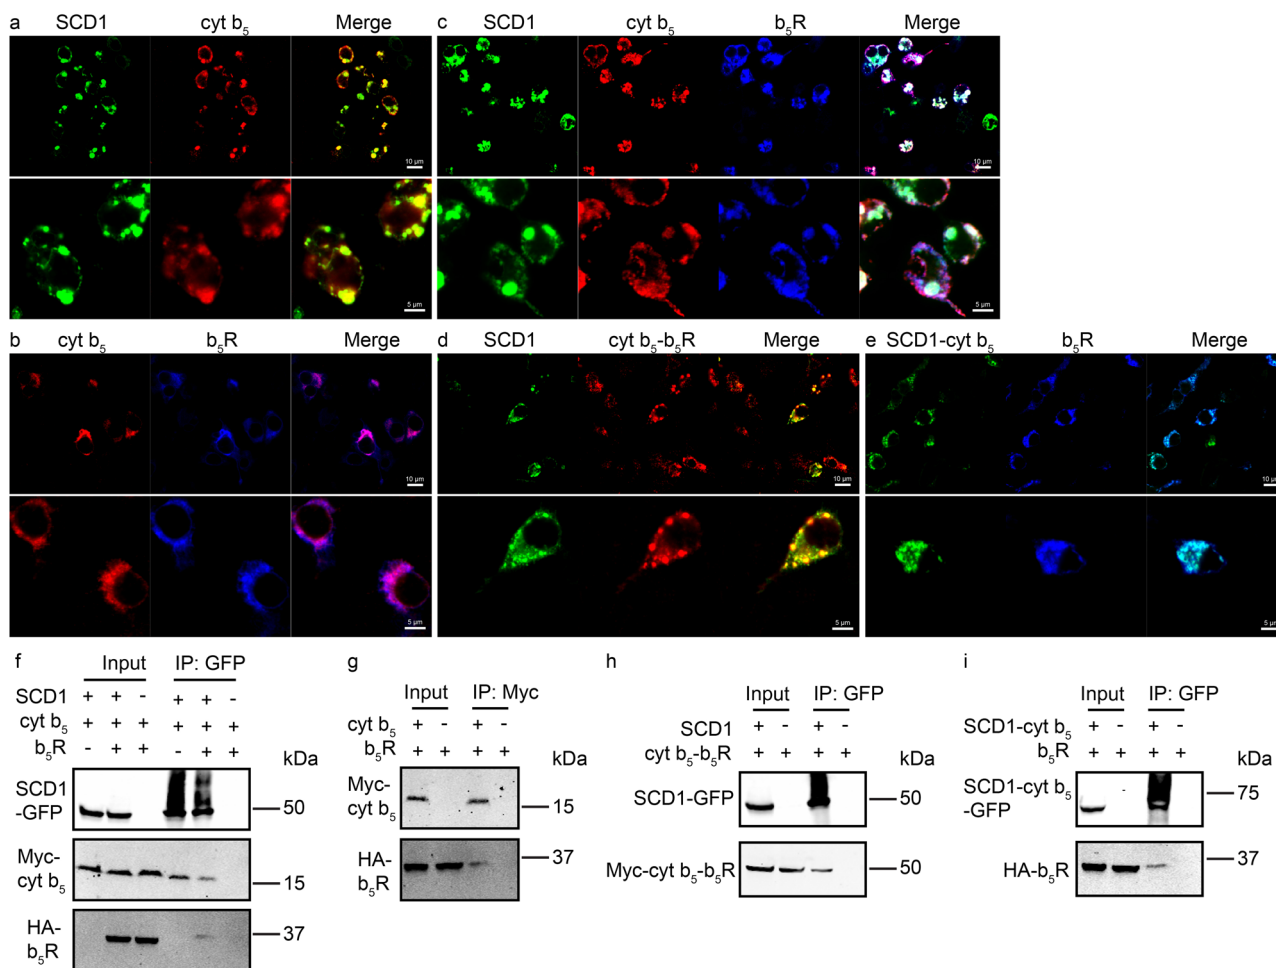 a SCD1 cyt b5 Merge c SCD1 cyt b5 b5R Merge
10 µm 10 µm
5 µm 5 µm
b cyt b5 b5R Merge d SCD1 cyt b5-b5R Merge e SCD1-cyt b5 b5R Merge
10 µm 10 µm 10 µm
5 µm 5 µm 5 µm
f Input IP: GFP
SCD1 + + - + + -
cyt b5 + + + + + +
b5R - + + - + +
kDa
SCD1
-GFP
50
Myc-
cyt b5
15
HA-
b5R
37
g Input IP: Myc
cyt b5 + - + -
b5R + + + +
kDa
Myc-
cyt b5
15
HA-
b5R
37
h Input IP: GFP
SCD1 + - + -
cyt b5-b5R + + + +
kDa
SCD1-GFP 50
Myc-cyt b5-b5R 50
i Input IP: GFP
SCD1-cyt b5 + - + -
b5R + + + +
kDa
SCD1-cyt b5
-GFP
75
HA-b5R
37